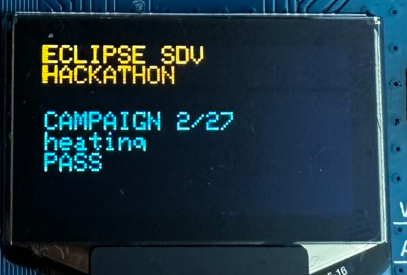 ECLIPSE SDV
HACKATHON
CAMPAIGN 2/27
heating
PASS